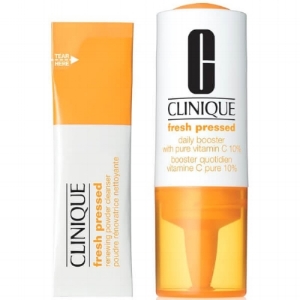 TEAR
HERE
CLINIQUE
fresh pressed
renewing powder cleanser
poudre rénovatrice nettoyante
C
CLINIQUE
fresh pressed
daily booster
with pure vitamin C 10%
booster quotidien
vitamine C pure 10%